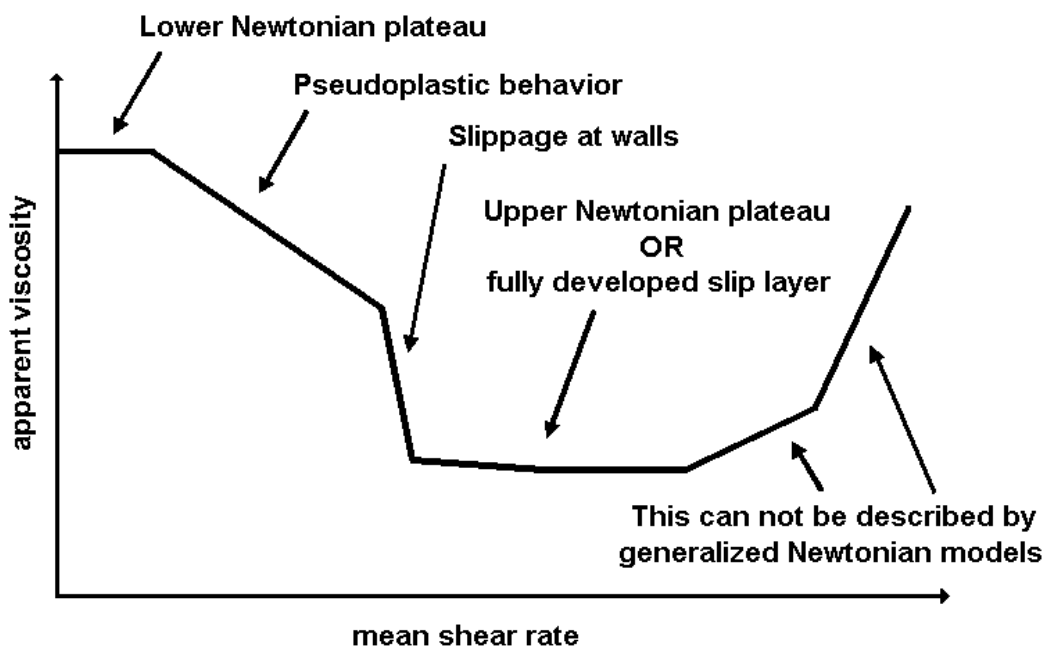 Lower Newtonian plateau
Pseudoplastic behavior
Slippage at walls
Upper Newtonian plateau
OR
fully developed slip layer
apparent viscosity
This can not be described by
generalized Newtonian models
mean shear rate